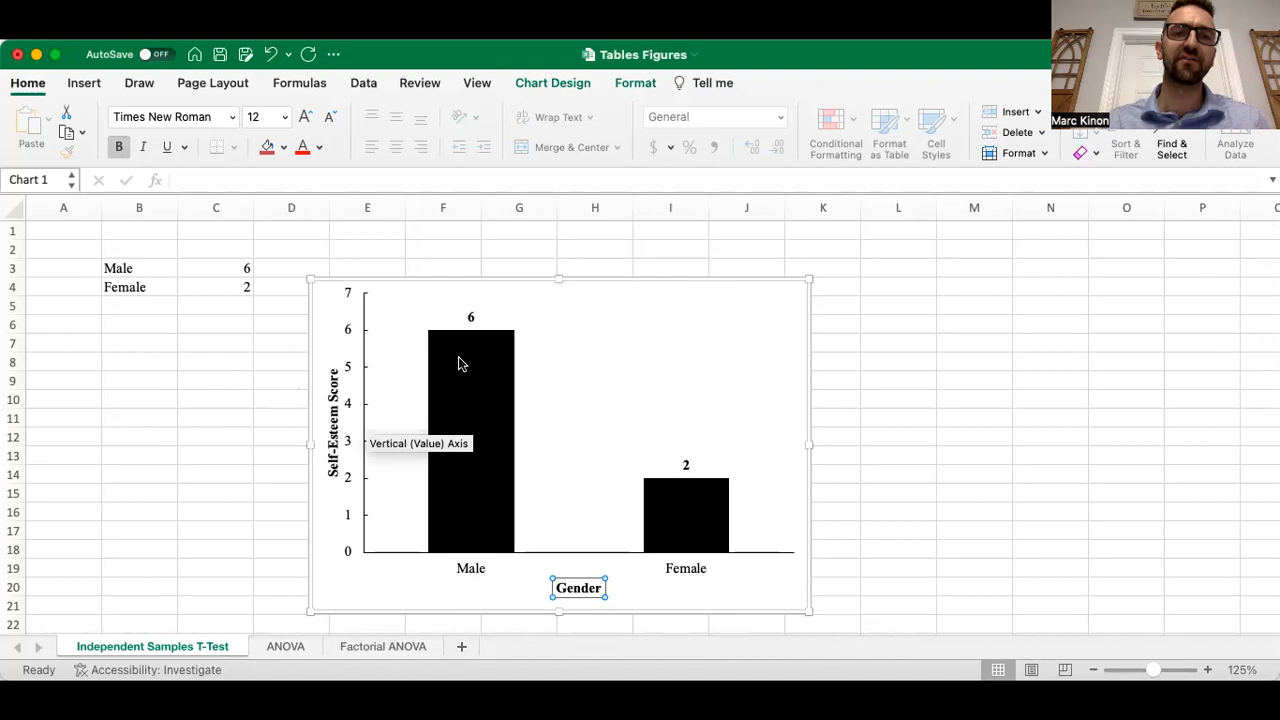 AutoSave OFF
Tables Figures
Marc Kinon
Home Insert Draw Page Layout Formulas Data Review View Chart Design Format Tell me
Paste
Times New Roman 12
B I U
Wrap Text
Merge & Center
General
$ % 
Conditional Formatting
Format as Table
Cell Styles
Insert
Delete
Format
Sort & Filter
Find & Select
Analyze Data
Chart 1
fx
A B C D E F G H I J K L M N O P
1
2
3 Male 6
4 Female 2
5
6
7
8
9
10
11
12
13
14
15
16
17
18
19
20
21
22
7
6
5
4
3
2
1
0
Self-Esteem Score
6
2
Vertical (Value) Axis
Male Female
Gender
Independent Samples T-Test ANOVA Factorial ANOVA +
Ready Accessibility: Investigate
125%